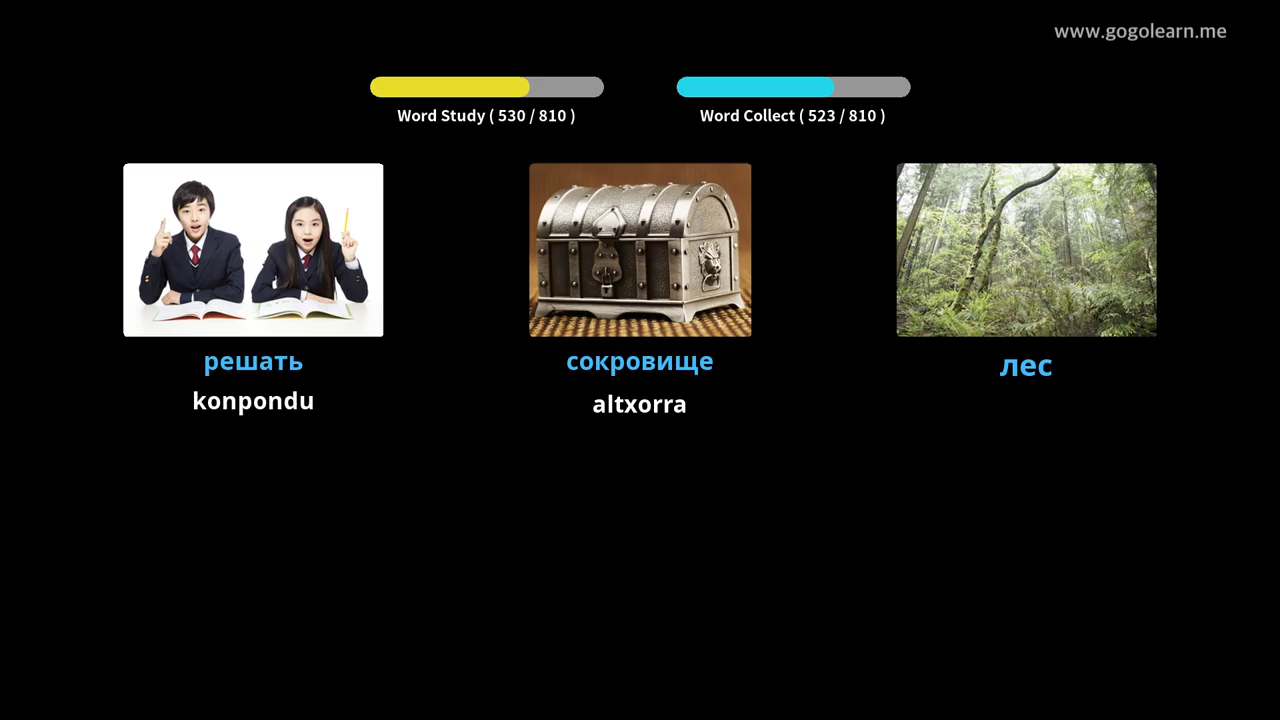 www.gogolearn.me
Word Study ( 530 / 810 )
Word Collect ( 523 / 810 )
решать
сокровище
лес
konpondu
altxorra